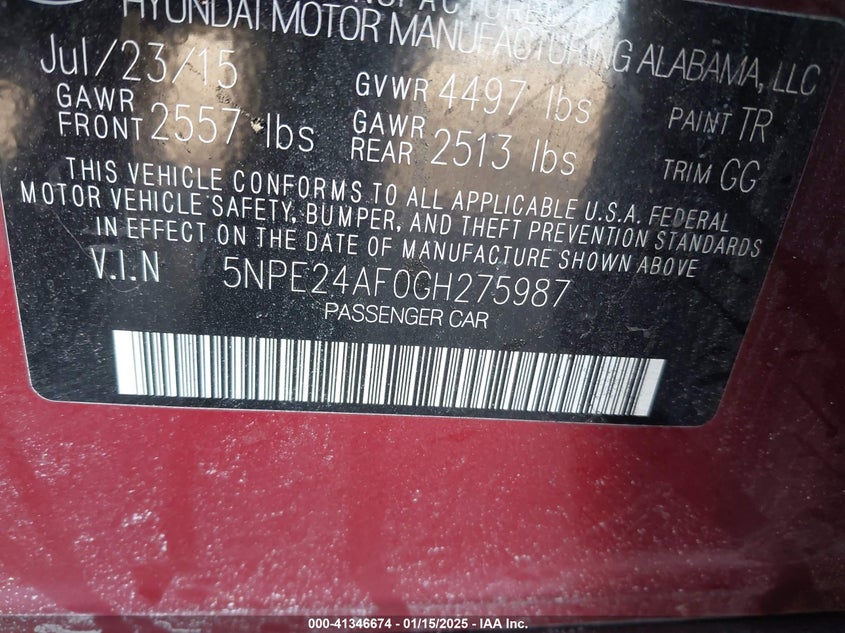 HYUNDAI MOTOR MANUFACTURING ALABAMA, LLC
Jul/23/15 GVWR 4497 lbs PAINT TR
GAWR FRONT 2557 lbs GAWR REAR 2513 lbs TRIM GG
THIS VEHICLE CONFORMS TO ALL APPLICABLE U.S.A. FEDERAL
MOTOR VEHICLE SAFETY, BUMPER, AND THEFT PREVENTION STANDARDS
IN EFFECT ON THE DATE OF MANUFACTURE SHOWN ABOVE
V.I.N 5NPE24AF0GH275987
PASSENGER CAR
000-41346674 - 01/15/2025 - IAA Inc.